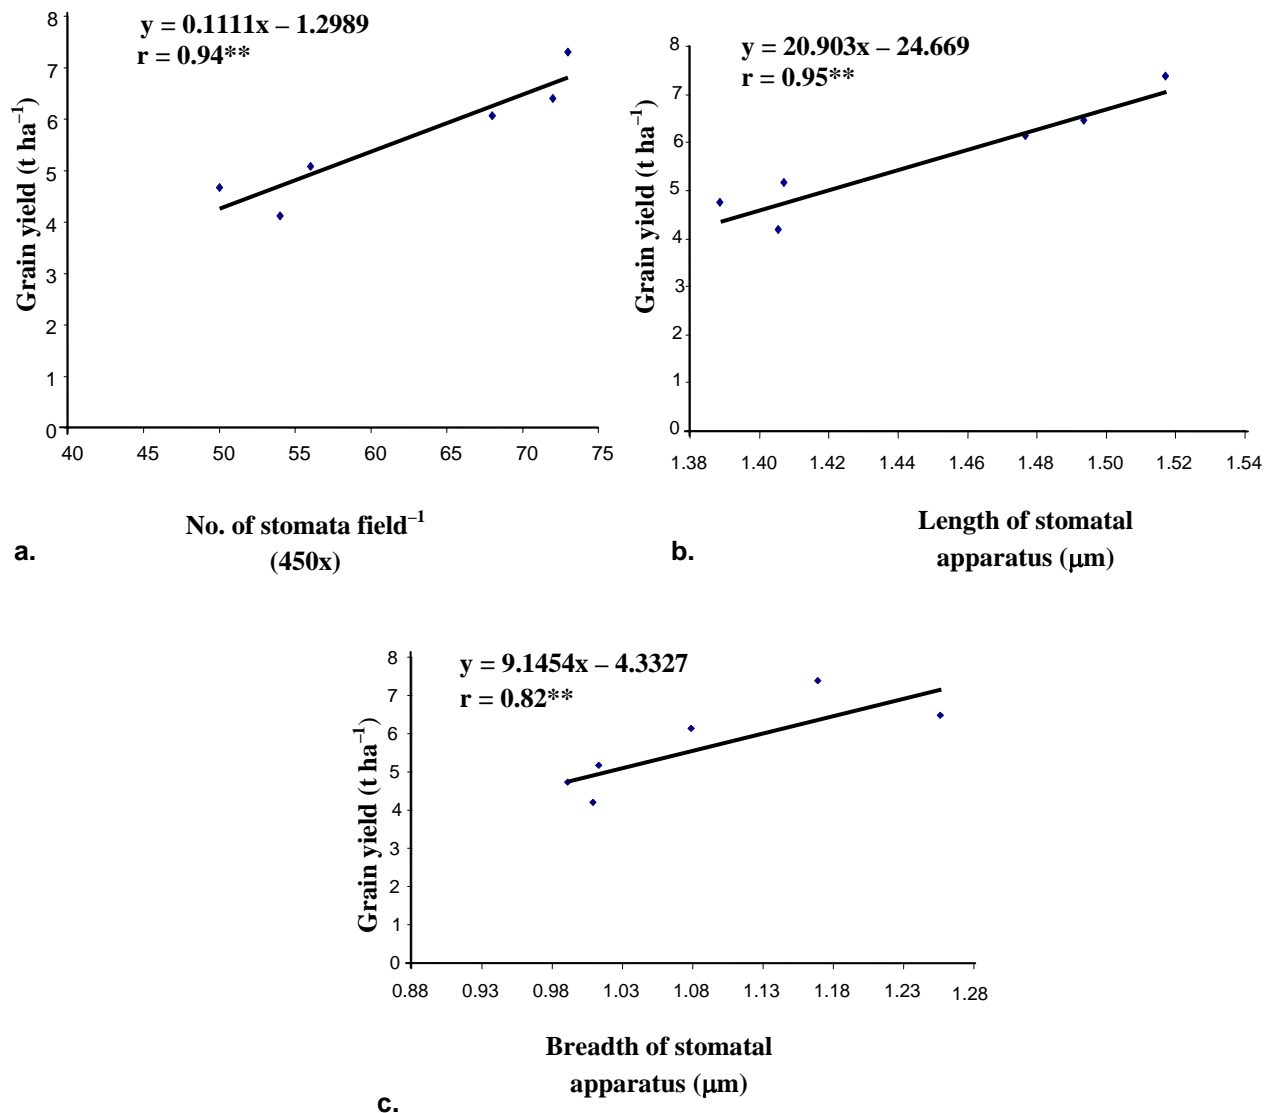 y = 0.1111x – 1.2989
r = 0.94**
Grain yield (t ha⁻¹)
8
7
6
5
4
3
2
1
0
40 45 50 55 60 65 70 75
No. of stomata field⁻¹
(450x)
a.
y = 20.903x – 24.669
r = 0.95**
Grain yield (t ha⁻¹)
8
7
6
5
4
3
2
1
0
1.38 1.40 1.42 1.44 1.46 1.48 1.50 1.52 1.54
Length of stomatal
apparatus (μm)
b.
y = 9.1454x – 4.3327
r = 0.82**
Grain yield (t ha⁻¹)
8
7
6
5
4
3
2
1
0
0.88 0.93 0.98 1.03 1.08 1.13 1.18 1.23 1.28
Breadth of stomatal
apparatus (μm)
c.